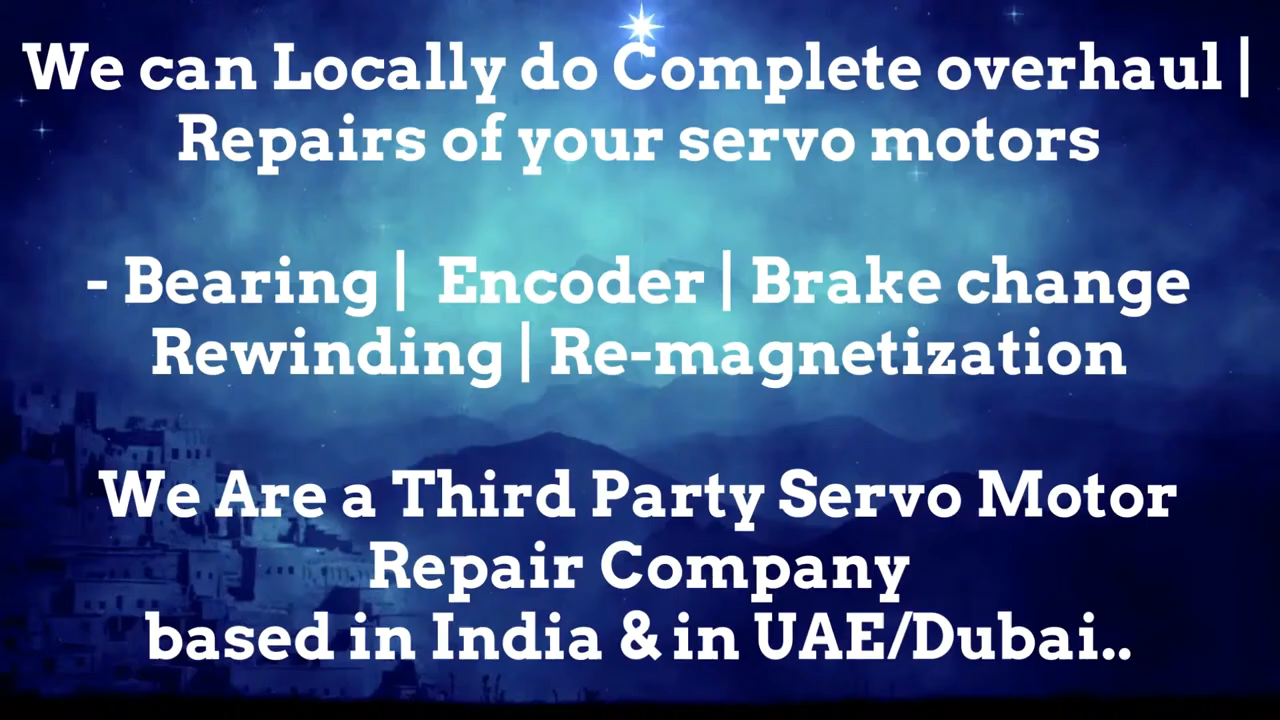 We can Locally do Complete overhaul |
Repairs of your servo motors
- Bearing | Encoder | Brake change
Rewinding | Re-magnetization
We Are a Third Party Servo Motor
Repair Company
based in India & in UAE/Dubai..